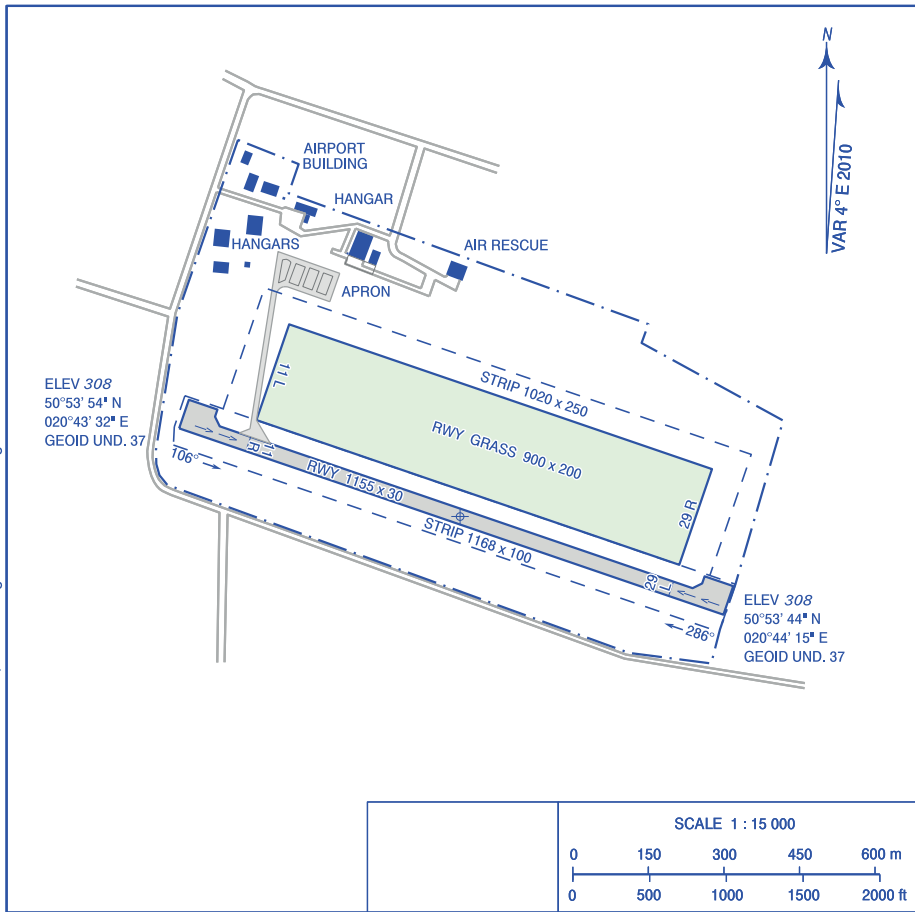 N
VAR 4° E 2010
AIRPORT
BUILDING
HANGAR
HANGARS
AIR RESCUE
APRON
11 L
STRIP 1020 x 250
RWY GRASS 900 x 200
29 R
ELEV 308
50°53' 54" N
020°43' 32" E
GEOID UND. 37
106°
11
R
RWY 1155 x 30
STRIP 1168 x 100
29
L
286°
ELEV 308
50°53' 44" N
020°44' 15" E
GEOID UND. 37
SCALE 1 : 15 000
0 150 300 450 600 m
0 500 1000 1500 2000 ft